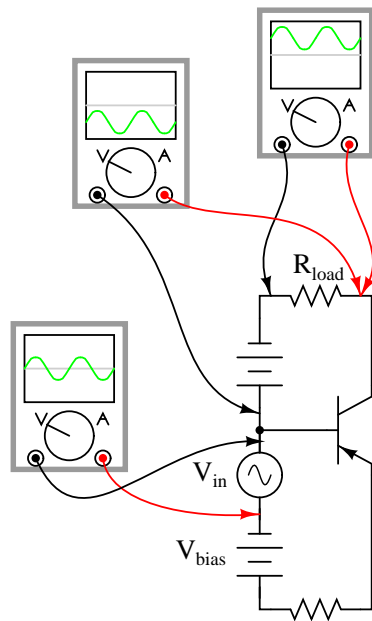 V A
V A
R_load
V A
V_in
V_bias